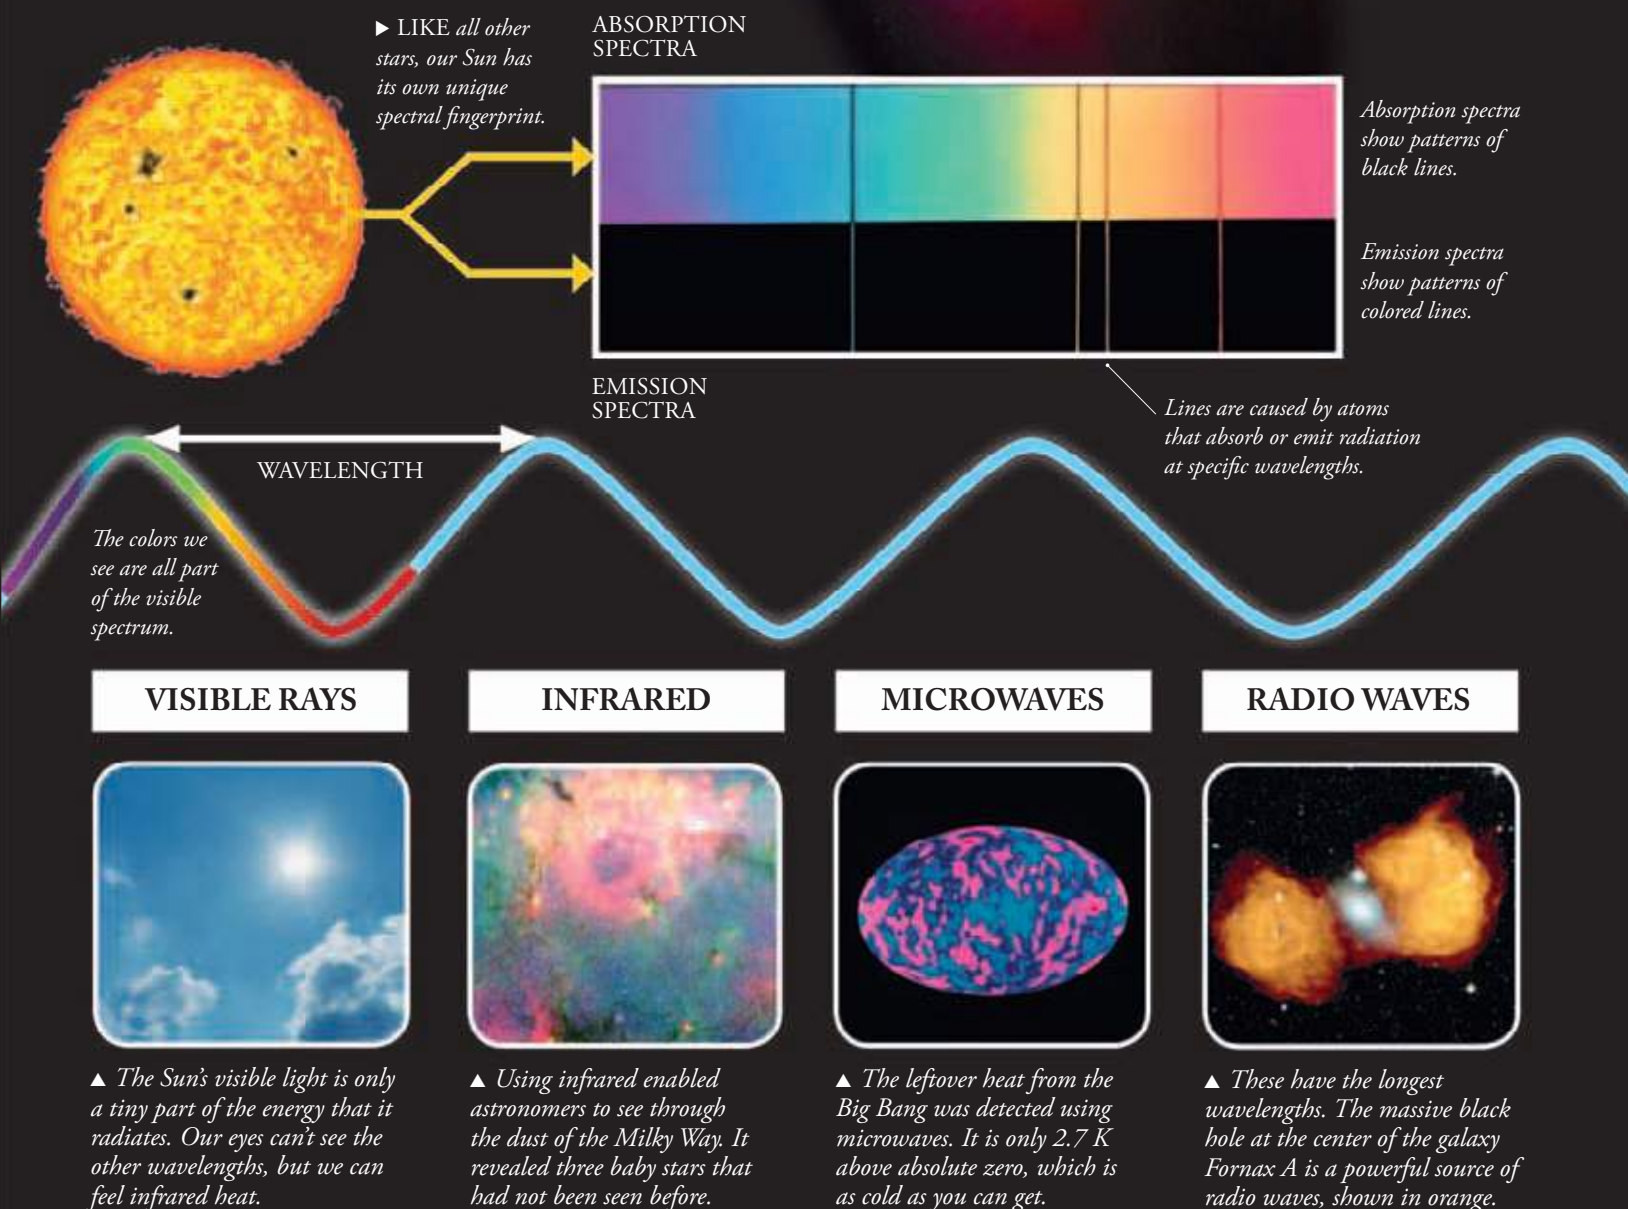 ▶ LIKE all other
stars, our Sun has
its own unique
spectral fingerprint.
ABSORPTION
SPECTRA
Absorption spectra
show patterns of
black lines.
Emission spectra
show patterns of
colored lines.
EMISSION
SPECTRA
Lines are caused by atoms
that absorb or emit radiation
at specific wavelengths.
WAVELENGTH
The colors we
see are all part
of the visible
spectrum.
VISIBLE RAYS
▲ The Sun’s visible light is only
a tiny part of the energy that it
radiates. Our eyes can’t see the
other wavelengths, but we can
feel infrared heat.
INFRARED
▲ Using infrared enabled
astronomers to see through
the dust of the Milky Way. It
revealed three baby stars that
had not been seen before.
MICROWAVES
▲ The leftover heat from the
Big Bang was detected using
microwaves. It is only 2.7 K
above absolute zero, which is
as cold as you can get.
RADIO WAVES
▲ These have the longest
wavelengths. The massive black
hole at the center of the galaxy
Fornax A is a powerful source of
radio waves, shown in orange.